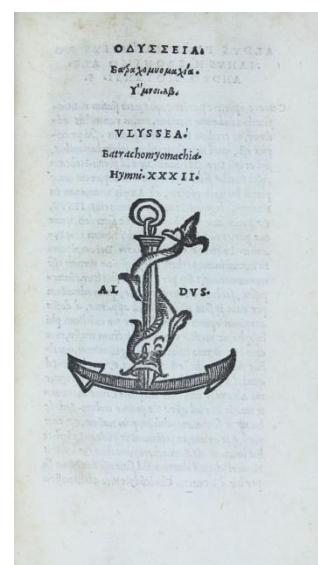 ΟΔΥΣΣΕΙΑ.
Βατραχομυομαχία.
Ὕμνοι. λβ.
VLYSSEA.
Batrachomyomachia.
Hymni. XXXII.
AL DVS.